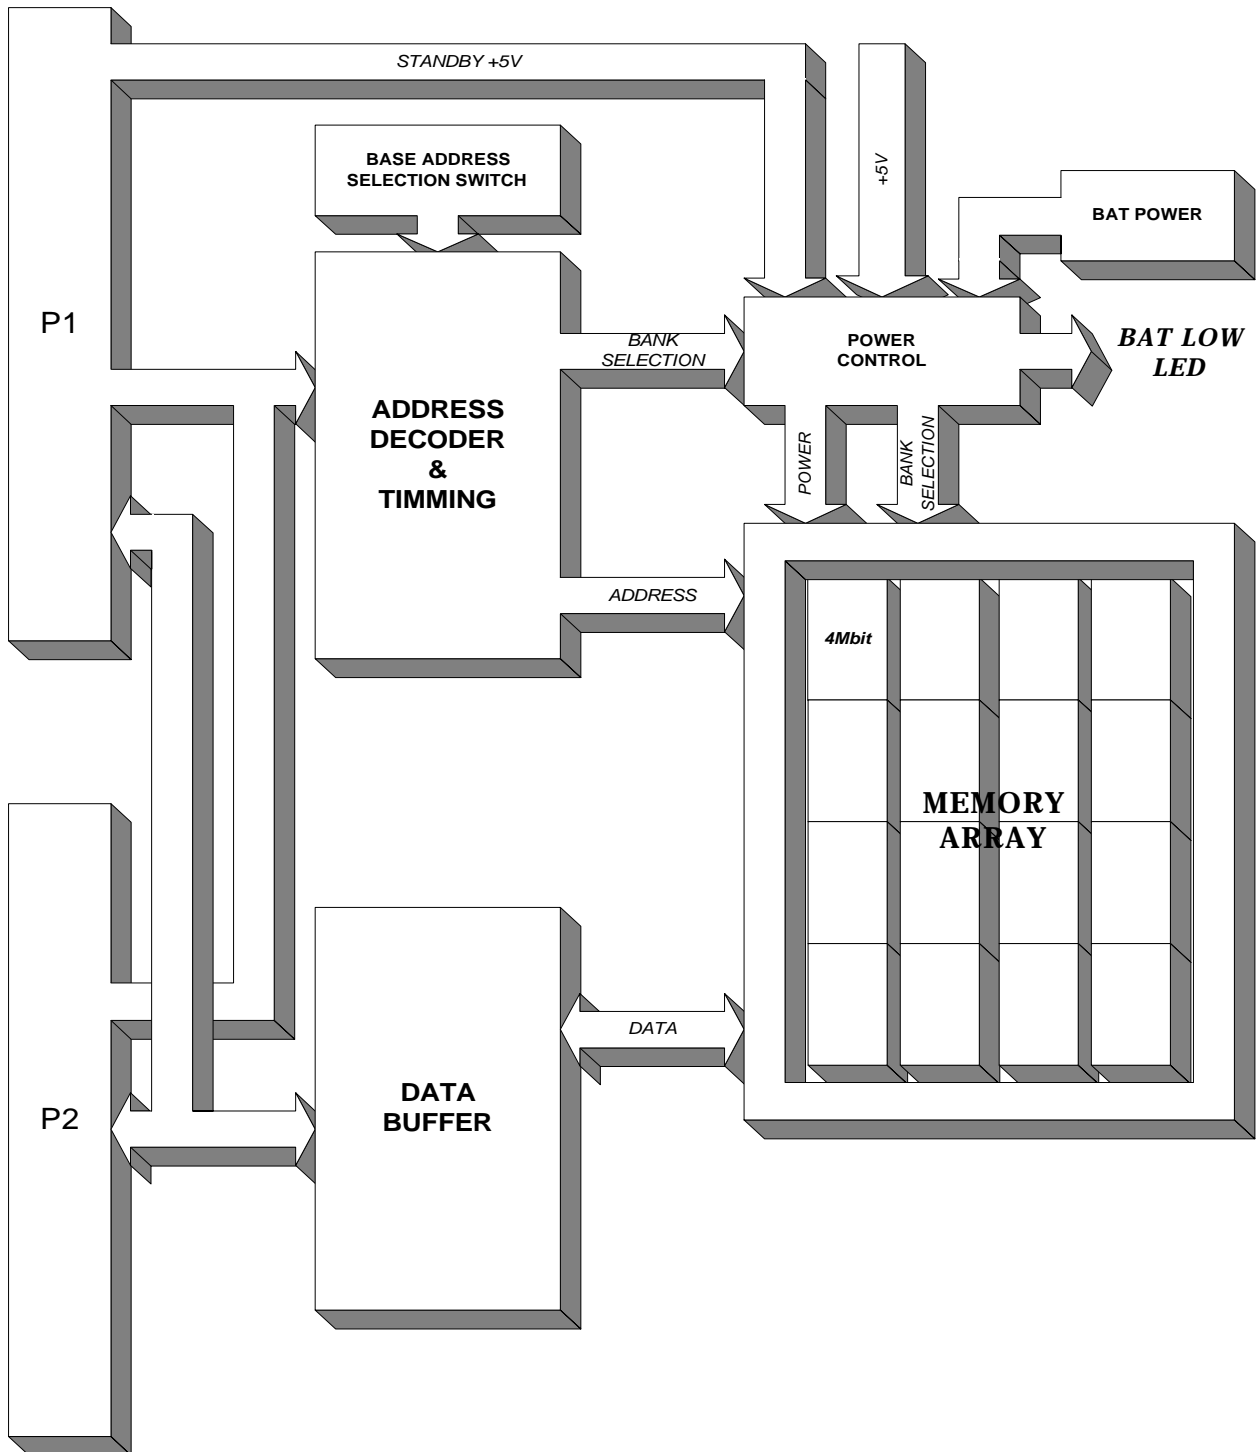 STANDBY +5V
+5V
BASE ADDRESS
SELECTION SWITCH
BAT POWER
P1
BANK
SELECTION
POWER
CONTROL
BAT LOW
LED
ADDRESS
DECODER
&
TIMMING
POWER
BANK
SELECTION
ADDRESS
4Mbit
MEMORY
ARRAY
DATA
P2
DATA
BUFFER